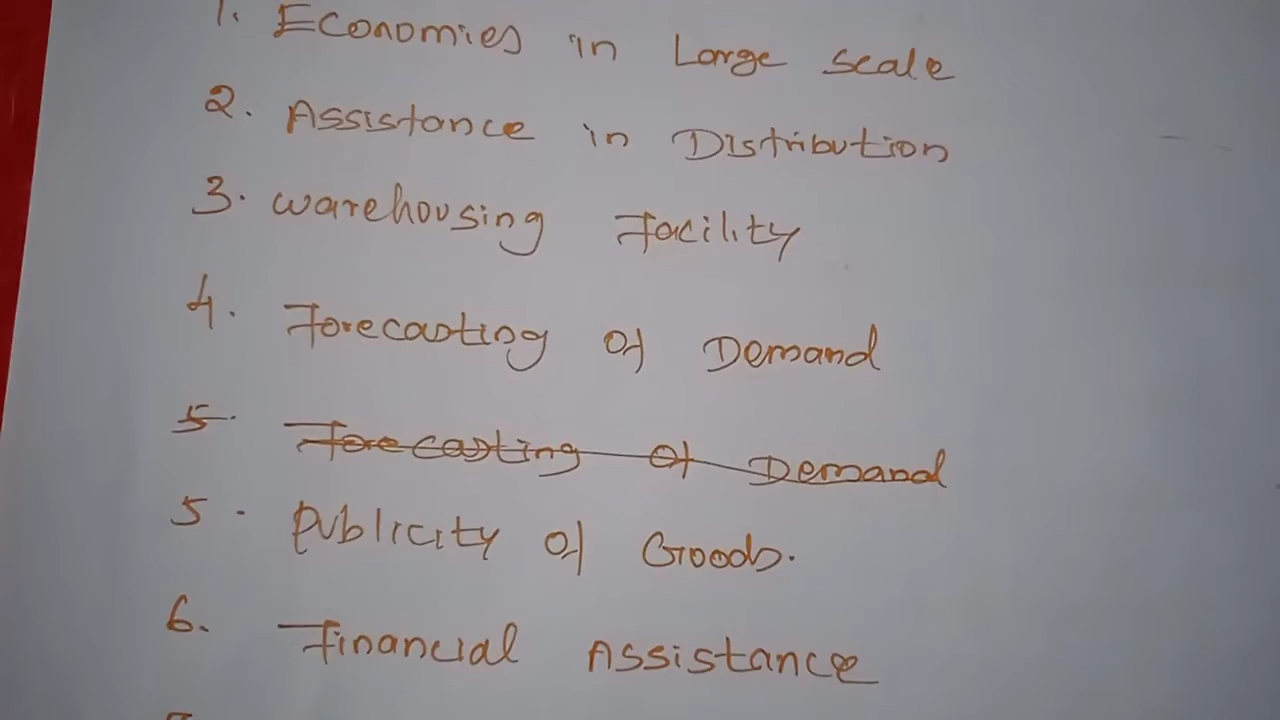 1. Economies in Large scale
2. Assistance in Distribution
3. warehousing Facility
4. Forecasting of Demand
5. Forecasting of Demand
5. Publicity of Goods.
6. Financial Assistance